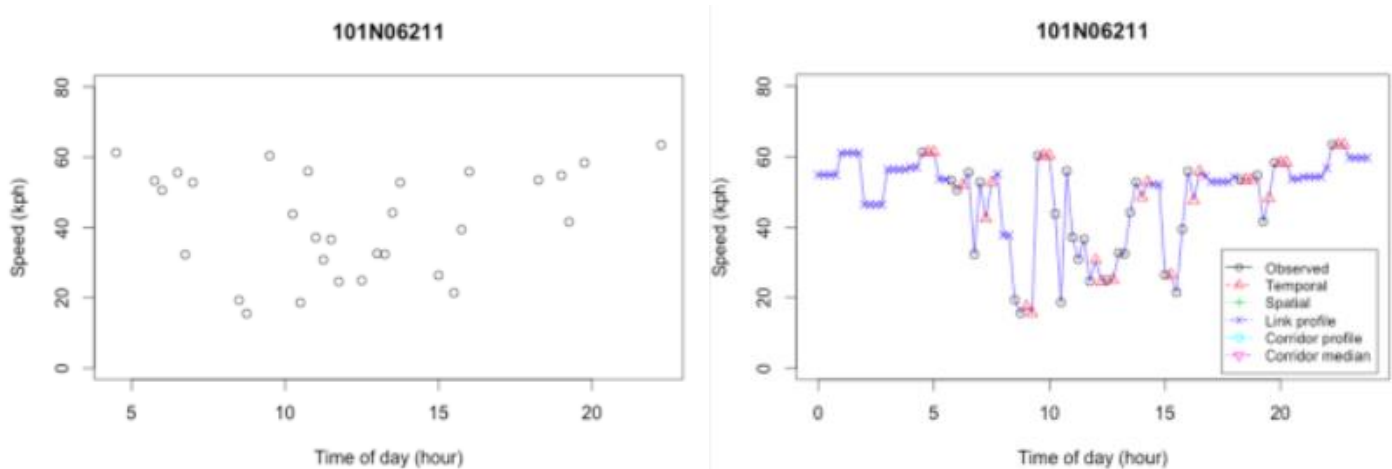 101N06211
80
60
40
20
0
Speed (kph)
5
10
15
20
Time of day (hour)
101N06211
80
60
40
20
0
Speed (kph)
Observed
Temporal
Spatial
Link profile
Corridor profile
Corridor median
0
5
10
15
20
Time of day (hour)